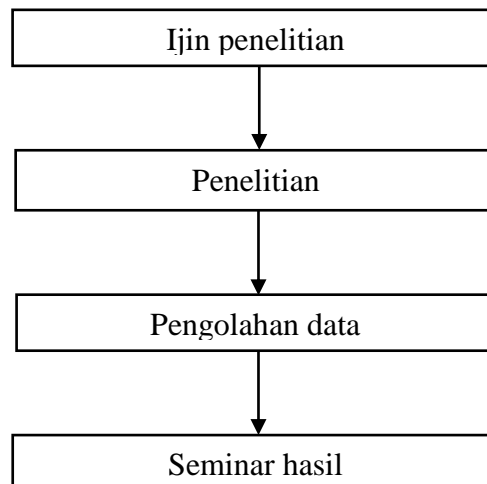 Ijin penelitian
Penelitian
Pengolahan data
Seminar hasil